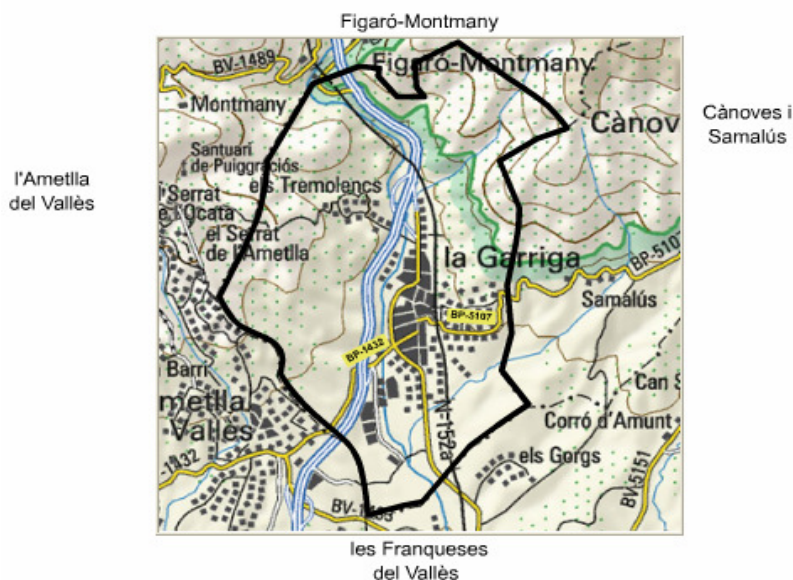 Figaró-Montmany
BV-1489
Figaró-Montmany
Montmany
Cànov
Cànoves i
Samalús
Santuari
de Puiggraciós
els Tremolencs
l'Ametlla
del Vallès
i Serrat
e l'Ocata
el Serrat
de l'Ametlla
la Garriga
BP-5107
Samalús
BP-5107
BP-1432
Barri
Can S
metlla
Vallès
N-152a
Corró d'Amunt
-1432
els Gorgs
BV-5151
les Franqueses
del Vallès